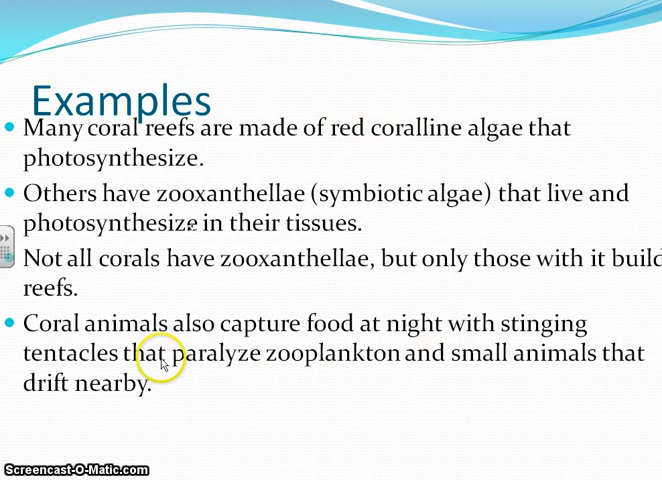 Examples
Many coral reefs are made of red coralline algae that
photosynthesize.
Others have zooxanthellae (symbiotic algae) that live and
photosynthesize in their tissues.
Not all corals have zooxanthellae, but only those with it build
reefs.
Coral animals also capture food at night with stinging
tentacles that paralyze zooplankton and small animals that
drift nearby.
Screencast-O-Matic.com